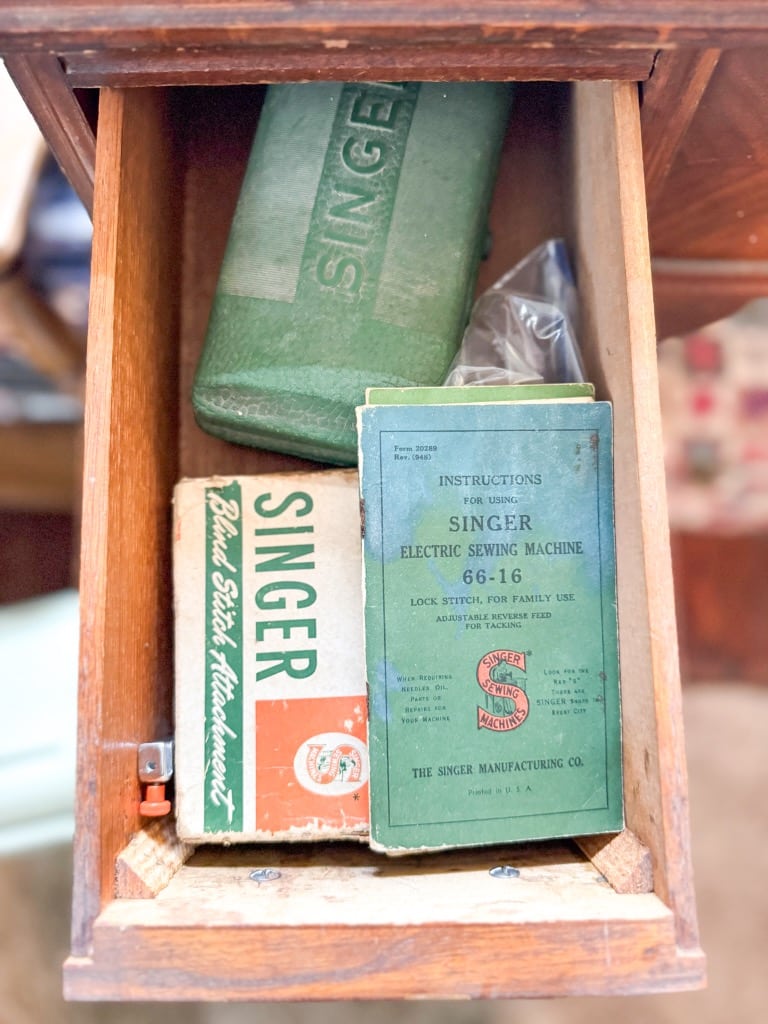 SINGER
SINGER
Blind Stitch Attachment
Form 20289
Rev. (948)
INSTRUCTIONS
FOR USING
SINGER
ELECTRIC SEWING MACHINE
66-16
LOCK STITCH, FOR FAMILY USE
ADJUSTABLE REVERSE FEED
FOR TACKING
WHEN REQUIRING
NEEDLES OIL,
PARTS OR
REPAIRS FOR
YOUR MACHINE
SINGER
SEWING
MACHINES
LOOK FOR THE
RED "S"
THERE ARE
SINGER SHOPS IN
EVERY CITY
THE SINGER MANUFACTURING CO.
Printed in U. S. A.